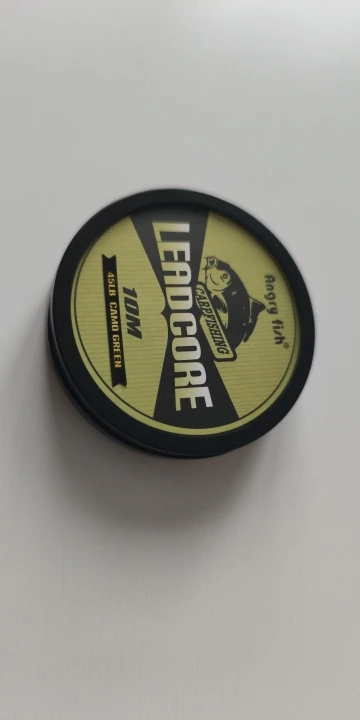 Angry fish®
CARPFISHING
LEADCORE
10M
45LB CAMO GREEN